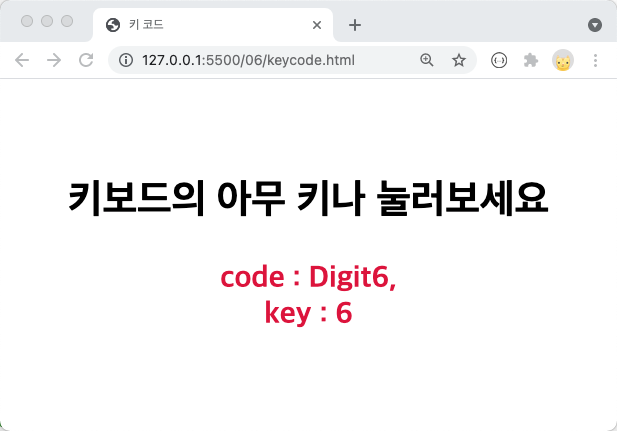 키 코드
127.0.0.1:5500/06/keycode.html
키보드의 아무 키나 눌러보세요
code : Digit6,
key : 6